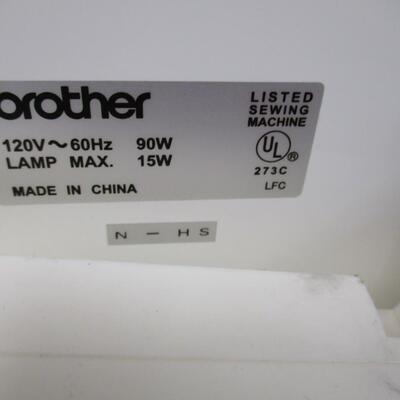 brother
120V～60Hz 90W
LAMP MAX. 15W
MADE IN CHINA
LISTED
SEWING
MACHINE
UL®
273C
LFC
N — HS